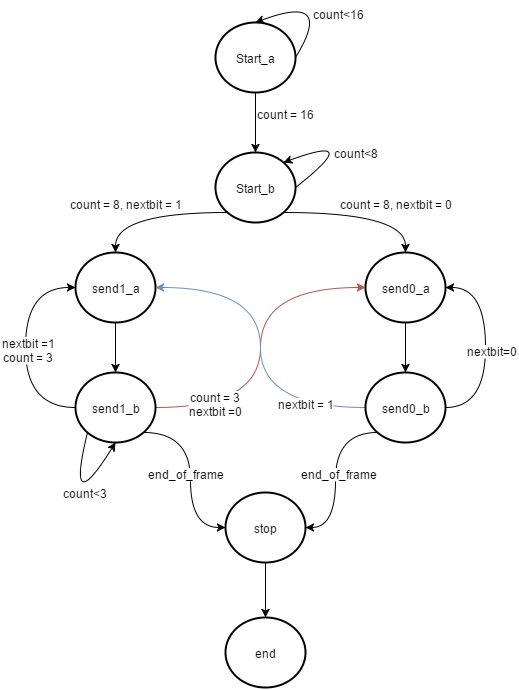 count<16
Start_a
count = 16
count<8
Start_b
count = 8, nextbit = 1
count = 8, nextbit = 0
send1_a
send0_a
nextbit =1
count = 3
nextbit=0
count = 3
nextbit =0
nextbit = 1
send1_b
send0_b
end_of_frame
end_of_frame
count<3
stop
end